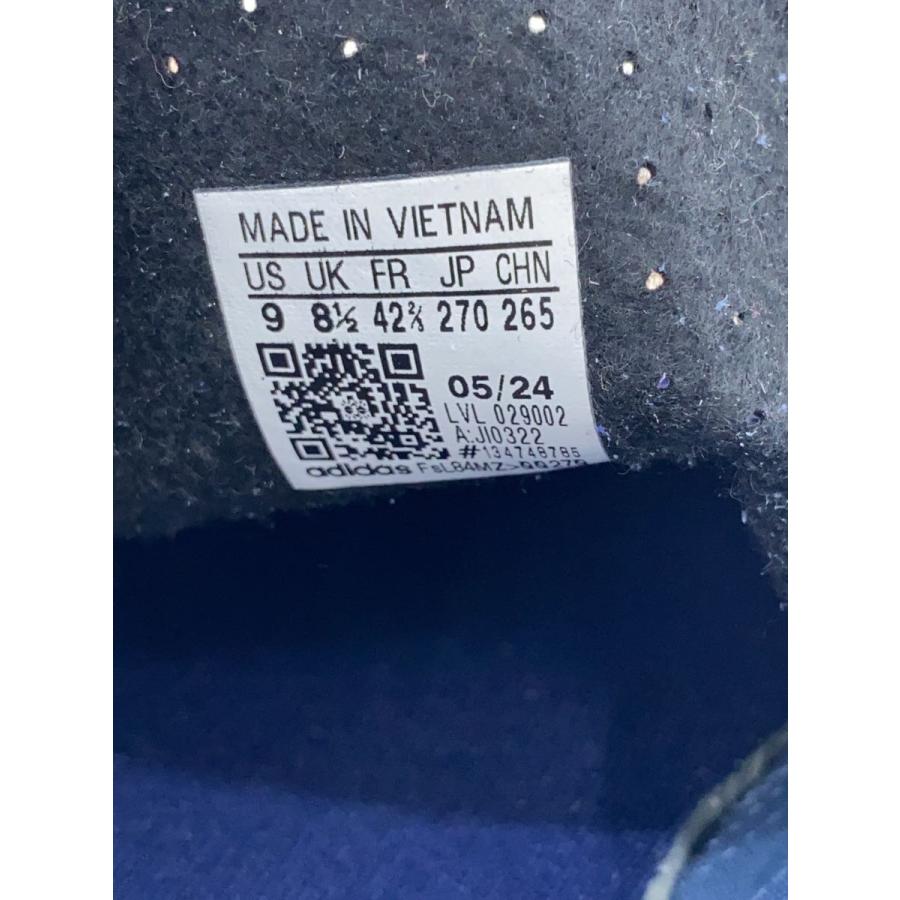 MADE IN VIETNAM
US UK FR JP CHN
9 8½ 42⅔ 270 265
05/24
LVL 029002
A:JI0322
#134748785
adidas FsL84MZ>